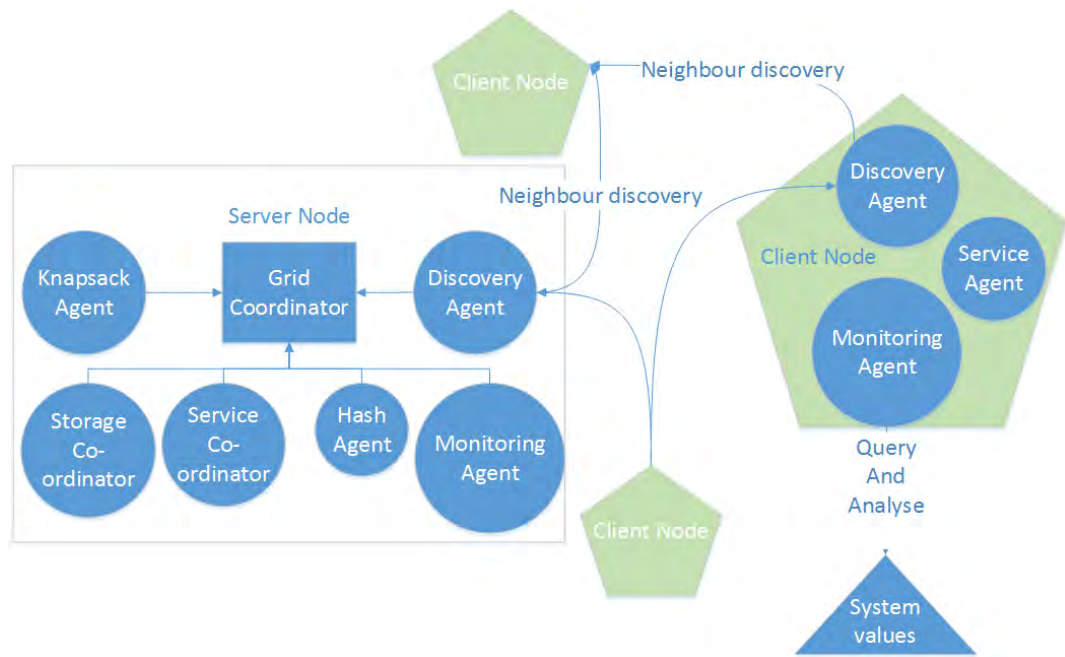 Client Node
Neighbour discovery
Discovery
Agent
Neighbour discovery
Server Node
Client Node
Service
Agent
Knapsack
Agent
Grid
Coordinator
Discovery
Agent
Monitoring
Agent
Storage
Co-
ordinator
Service
Co-
ordinator
Hash
Agent
Monitoring
Agent
Query
And
Analyse
Client Node
System
values